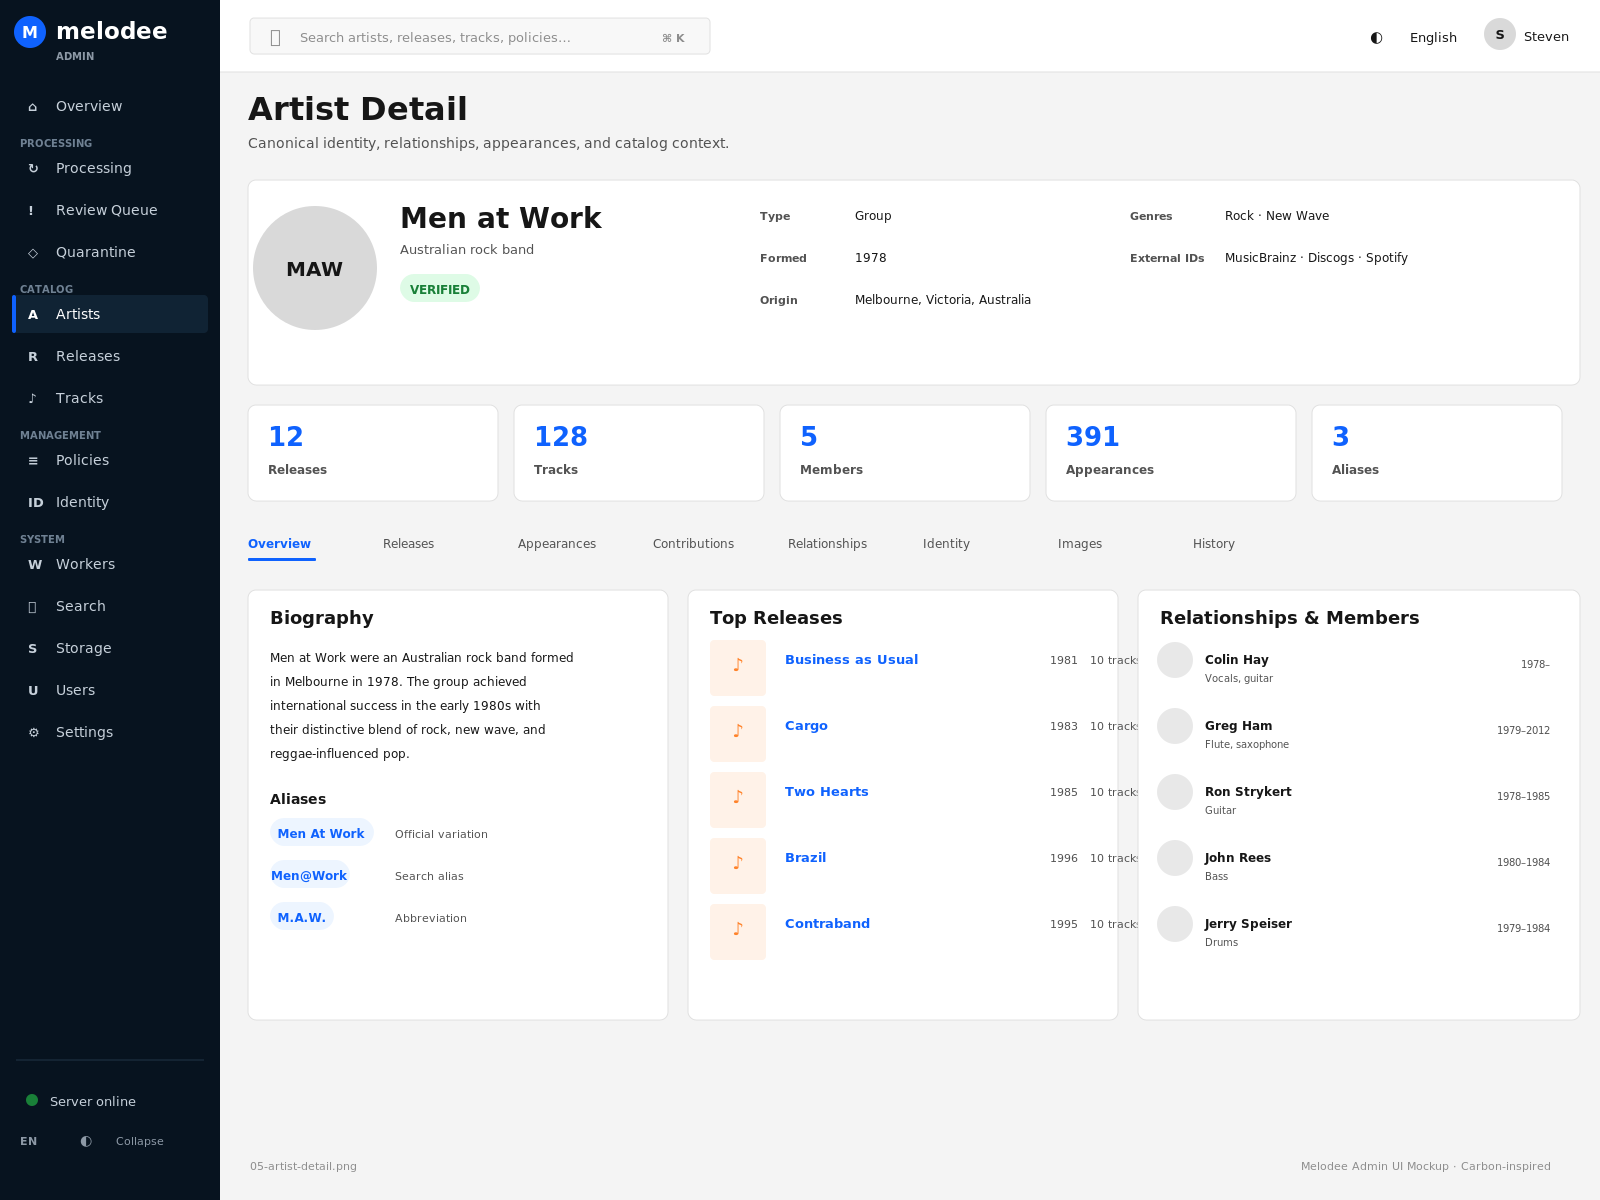 M melodee
ADMIN
⌂ Overview
PROCESSING
↻ Processing
! Review Queue
◇ Quarantine
CATALOG
A Artists
R Releases
♪ Tracks
MANAGEMENT
≡ Policies
ID Identity
SYSTEM
W Workers
Search
S Storage
U Users
⚙ Settings
Server online
EN ◐ Collapse
Search artists, releases, tracks, policies... ⌘ K
◐ English S Steven
Artist Detail
Canonical identity, relationships, appearances, and catalog context.
MAW
Men at Work
Australian rock band
VERIFIED
Type Group
Formed 1978
Origin Melbourne, Victoria, Australia
Genres Rock · New Wave
External IDs MusicBrainz · Discogs · Spotify
12
Releases
128
Tracks
5
Members
391
Appearances
3
Aliases
Overview Releases Appearances Contributions Relationships Identity Images History
Biography
Men at Work were an Australian rock band formed
in Melbourne in 1978. The group achieved
international success in the early 1980s with
their distinctive blend of rock, new wave, and
reggae-influenced pop.
Aliases
Men At Work Official variation
Men@Work Search alias
M.A.W. Abbreviation
Top Releases
♪ Business as Usual 1981 10 tracks
♪ Cargo 1983 10 tracks
♪ Two Hearts 1985 10 tracks
♪ Brazil 1996 10 tracks
♪ Contraband 1995 10 tracks
Relationships & Members
Colin Hay 1978–
Vocals, guitar
Greg Ham 1979–2012
Flute, saxophone
Ron Strykert 1978–1985
Guitar
John Rees 1980–1984
Bass
Jerry Speiser 1979–1984
Drums
05-artist-detail.png
Melodee Admin UI Mockup · Carbon-inspired